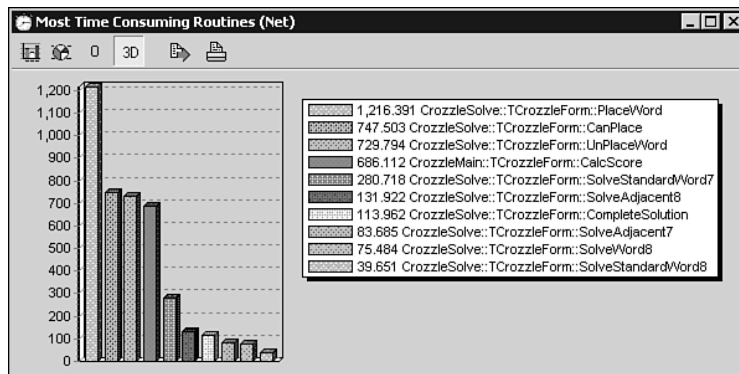 Most Time Consuming Routines (Net)
0 3D
1,200
1,100
1,000
900
800
700
600
500
400
300
200
100
0
1,216.391 CrozzleSolve::TCrozzleForm::PlaceWord
747.503 CrozzleSolve::TCrozzleForm::CanPlace
729.794 CrozzleSolve::TCrozzleForm::UnPlaceWord
686.112 CrozzleMain::TCrozzleForm::CalcScore
280.718 CrozzleSolve::TCrozzleForm::SolveStandardWord7
131.922 CrozzleSolve::TCrozzleForm::SolveAdjacent8
113.962 CrozzleSolve::TCrozzleForm::CompleteSolution
83.685 CrozzleSolve::TCrozzleForm::SolveAdjacent7
75.484 CrozzleSolve::TCrozzleForm::SolveWord8
39.651 CrozzleSolve::TCrozzleForm::SolveStandardWord8